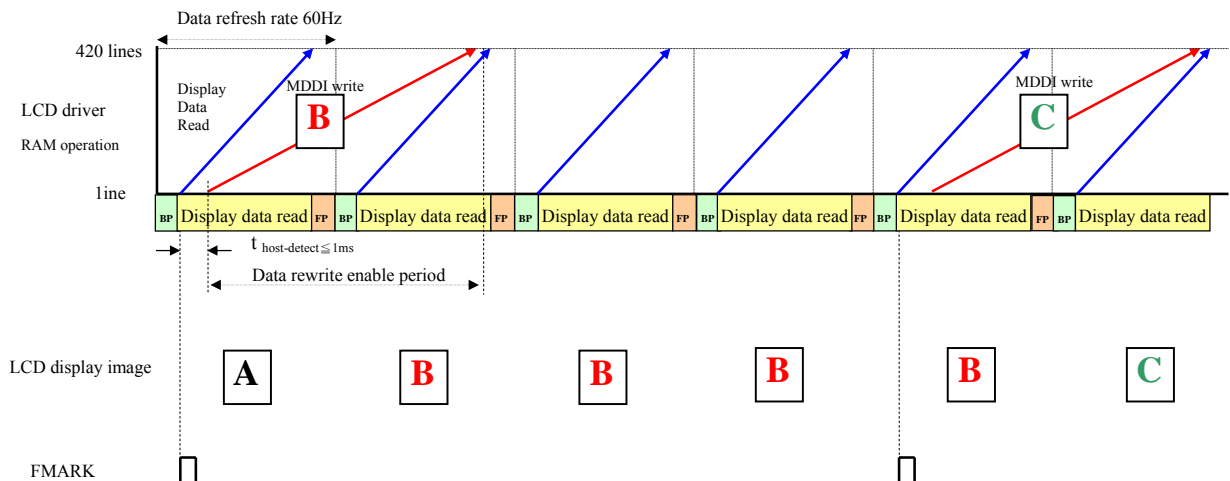 Data refresh rate 60Hz
420 lines
MDDI write
MDDI write
Display
Data
Read
B
C
LCD driver
RAM operation
1line
BP Display data read FP BP Display data read FP BP Display data read FP BP Display data read FP BP Display data read FP BP Display data read
t host-detect≦1ms
Data rewrite enable period
LCD display image
A B B B B C
FMARK